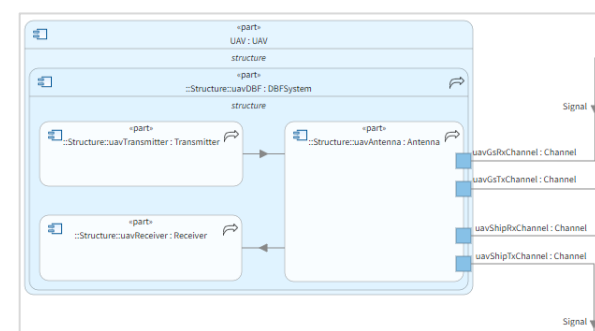 «part»
UAV : UAV
structure
«part»
::Structure::uavDBF : DBFSystem
structure
«part»
::Structure::uavTransmitter : Transmitter
«part»
::Structure::uavAntenna : Antenna
Signal
uavGsRxChannel : Channel
uavGsTxChannel : Channel
«part»
::Structure::uavReceiver : Receiver
uavShipRxChannel : Channel
uavShipTxChannel : Channel
Signal